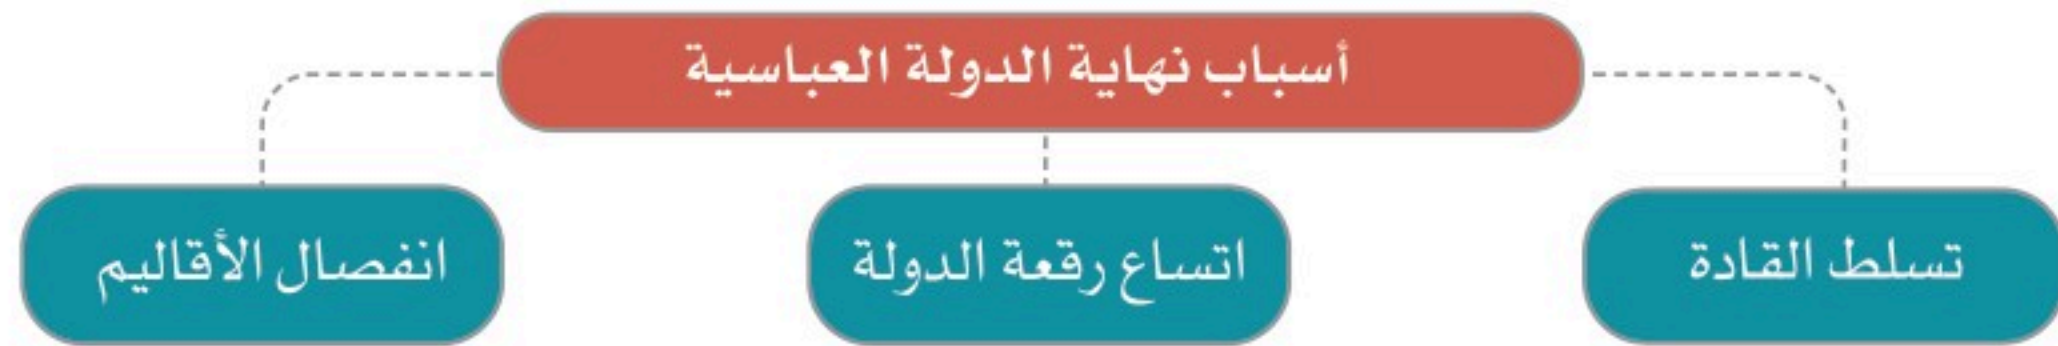 أسباب نهاية الدولة العباسية
تسلط القادة
اتساع رقعة الدولة
انفصال الأقاليم